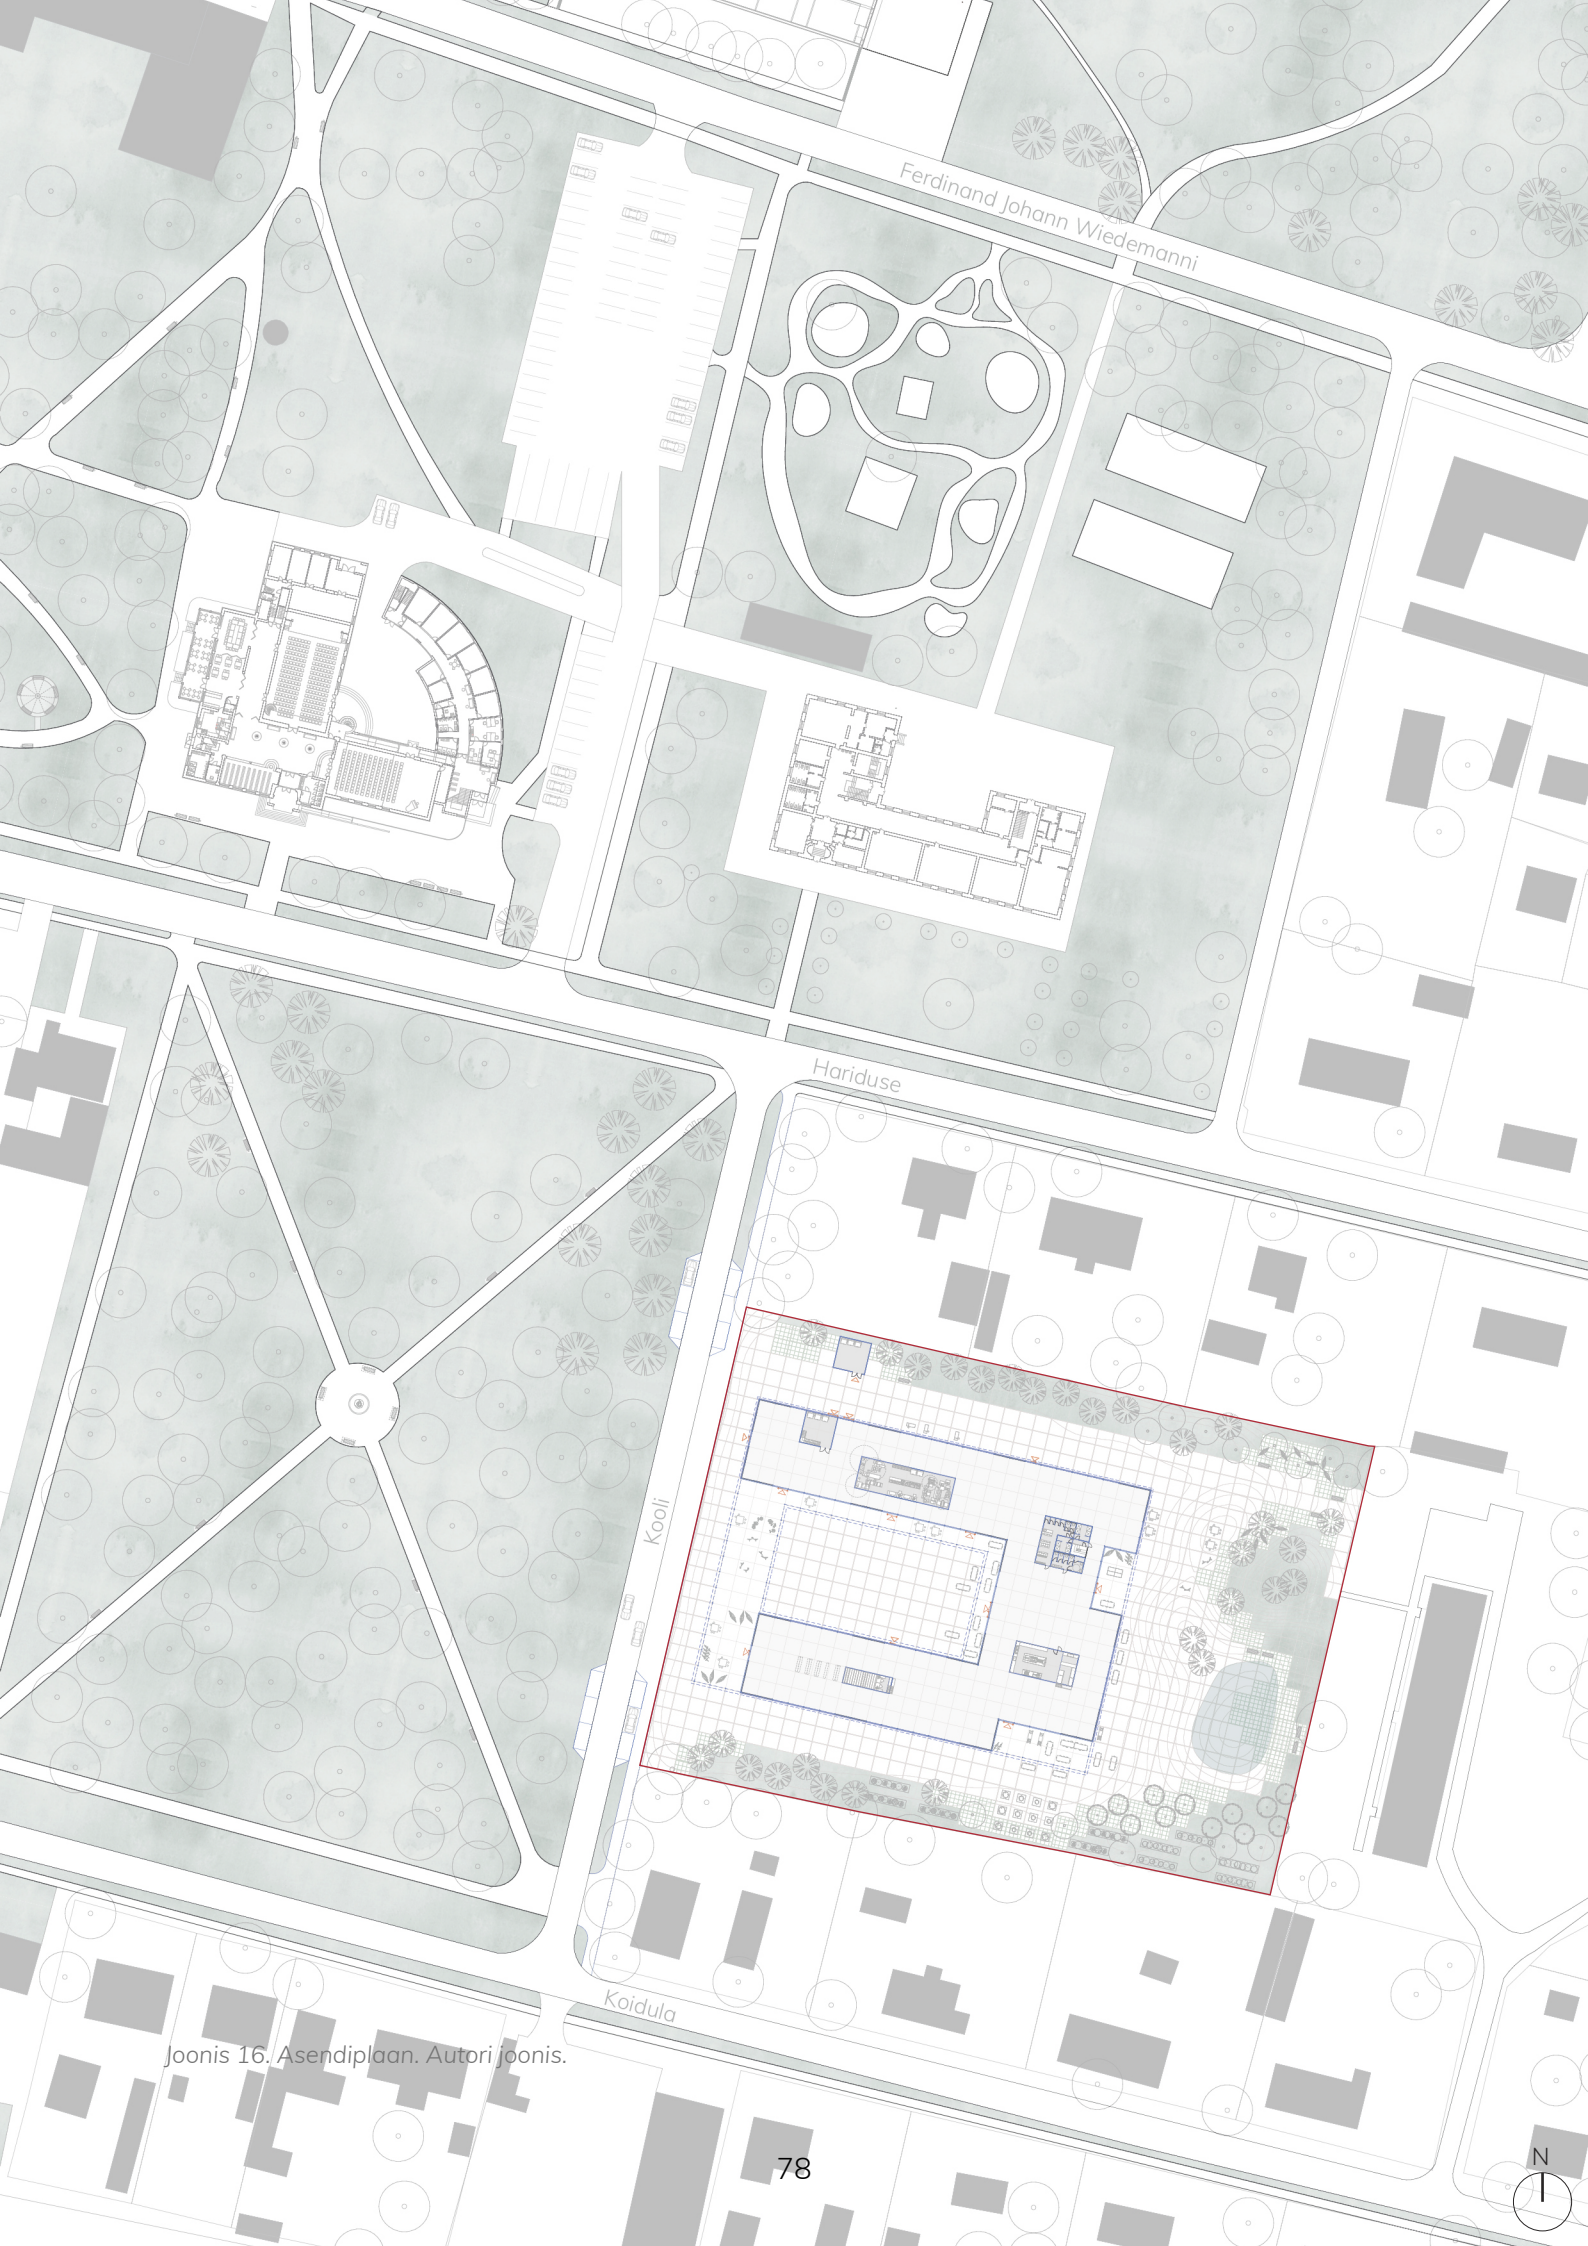 Ferdinand Johann Wiedemanni
Hariduse
Kooli
Koidula
Joonis 16. Asendiplaan. Autori joonis.
78
N